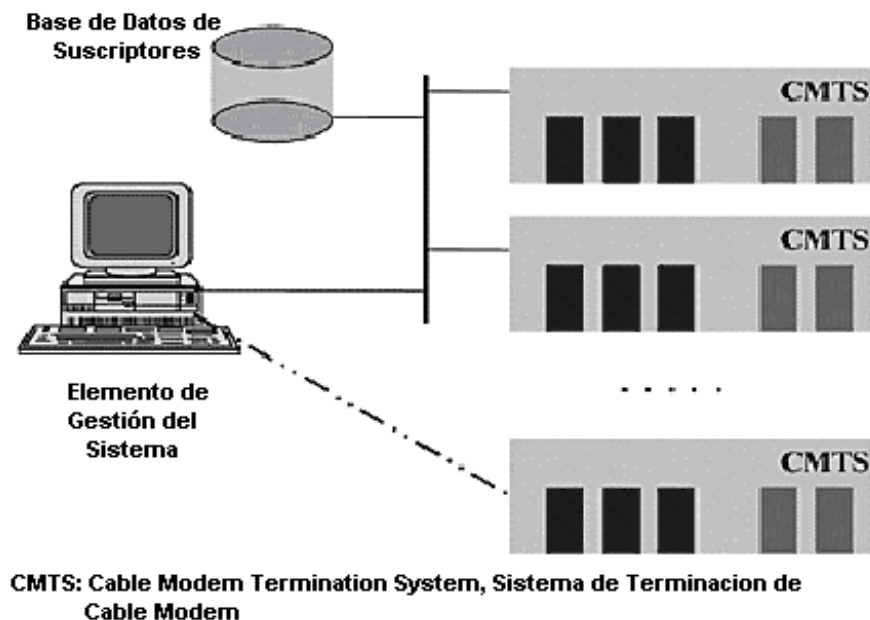 Base de Datos de
Suscriptores
CMTS
CMTS
Elemento de
Gestión del
Sistema
CMTS
CMTS: Cable Modem Termination System, Sistema de Terminacion de
Cable Modem